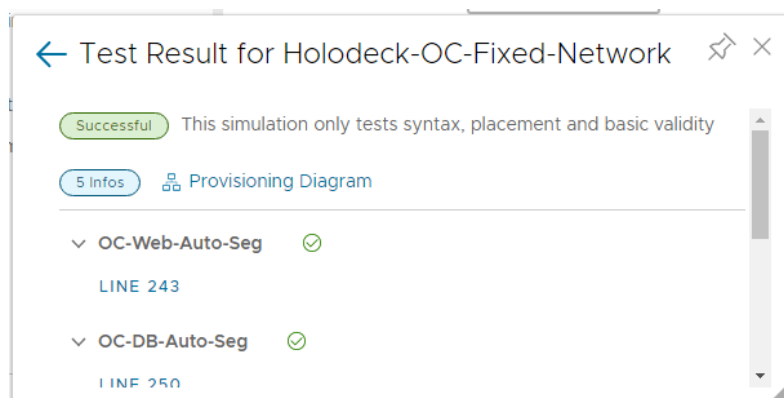 Test Result for Holodeck-OC-Fixed-Network
Successful This simulation only tests syntax, placement and basic validity
5 Infos Provisioning Diagram
OC-Web-Auto-Seg
LINE 243
OC-DB-Auto-Seg
LINE 250